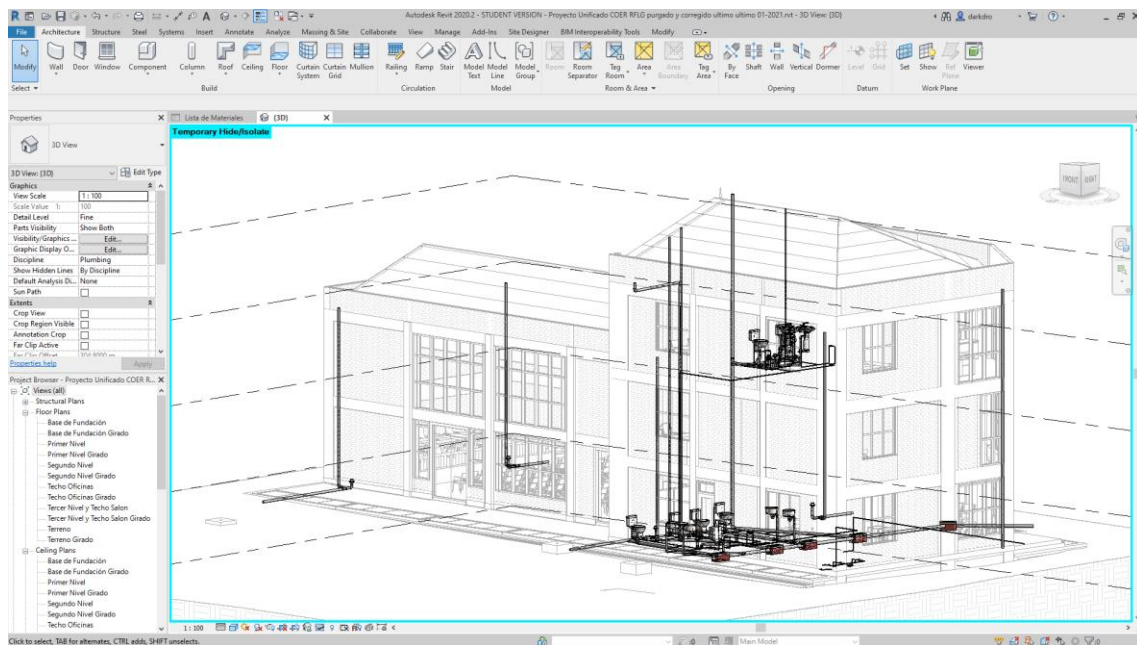 Autodesk Revit 2020.2 - STUDENT VERSION - Proyecto Unificado COER RFLG purgado y corregido ultimo ultimo 01-2021.rvt - 3D View: {3D}
darkdro
File Architecture Structure Steel Systems Insert Annotate Analyze Massing & Site Collaborate View Manage Add-Ins Site Designer BIM Interoperability Tools Modify
Modify Wall Door Window Component Column Roof Ceiling Floor Curtain System Curtain Grid Mullion Railing Ramp Stair Model Text Model Line Model Group Room Room Separator Tag Room Area Area Boundary Tag Area By Face Shaft Wall Vertical Dormer Level Grid Set Show Ref Plane Viewer
Select Build Circulation Model Room & Area Opening Datum Work Plane
Properties
Lista de Materiales
{3D}
Temporary Hide/Isolate
3D View
3D View: {3D}
Edit Type
Graphics
View Scale 1 : 100
Scale Value 1: 100
Detail Level Fine
Parts Visibility Show Both
Visibility/Graphics ... Edit...
Graphic Display O... Edit...
Discipline Plumbing
Show Hidden Lines By Discipline
Default Analysis Di... None
Sun Path
Extents
Crop View
Crop Region Visible
Annotation Crop
Far Clip Active
Far Clip Offset
Properties help
Apply
FRONT RIGHT
Project Browser - Proyecto Unificado COER R...
Views (all)
Structural Plans
Floor Plans
Base de Fundación
Base de Fundación Girado
Primer Nivel
Primer Nivel Girado
Segundo Nivel
Segundo Nivel Girado
Techo Oficinas
Techo Oficinas Girado
Tercer Nivel y Techo Salon
Tercer Nivel y Techo Salon Girado
Terreno
Terreno Girado
Ceiling Plans
Base de Fundación
Base de Fundación Girado
Primer Nivel
Primer Nivel Girado
Segundo Nivel
Segundo Nivel Girado
Techo Oficinas
1 : 100
Click to select, TAB for alternates, CTRL adds, SHIFT unselects.
:0
Main Model